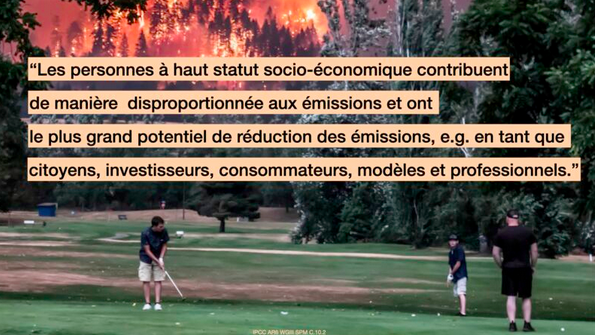 “Les personnes à haut statut socio-économique contribuent
de manière  disproportionnée aux émissions et ont
le plus grand potentiel de réduction des émissions, e.g. en tant que
citoyens, investisseurs, consommateurs, modèles et professionnels.”
IPCC AR6 WGIII SPM C.10.2